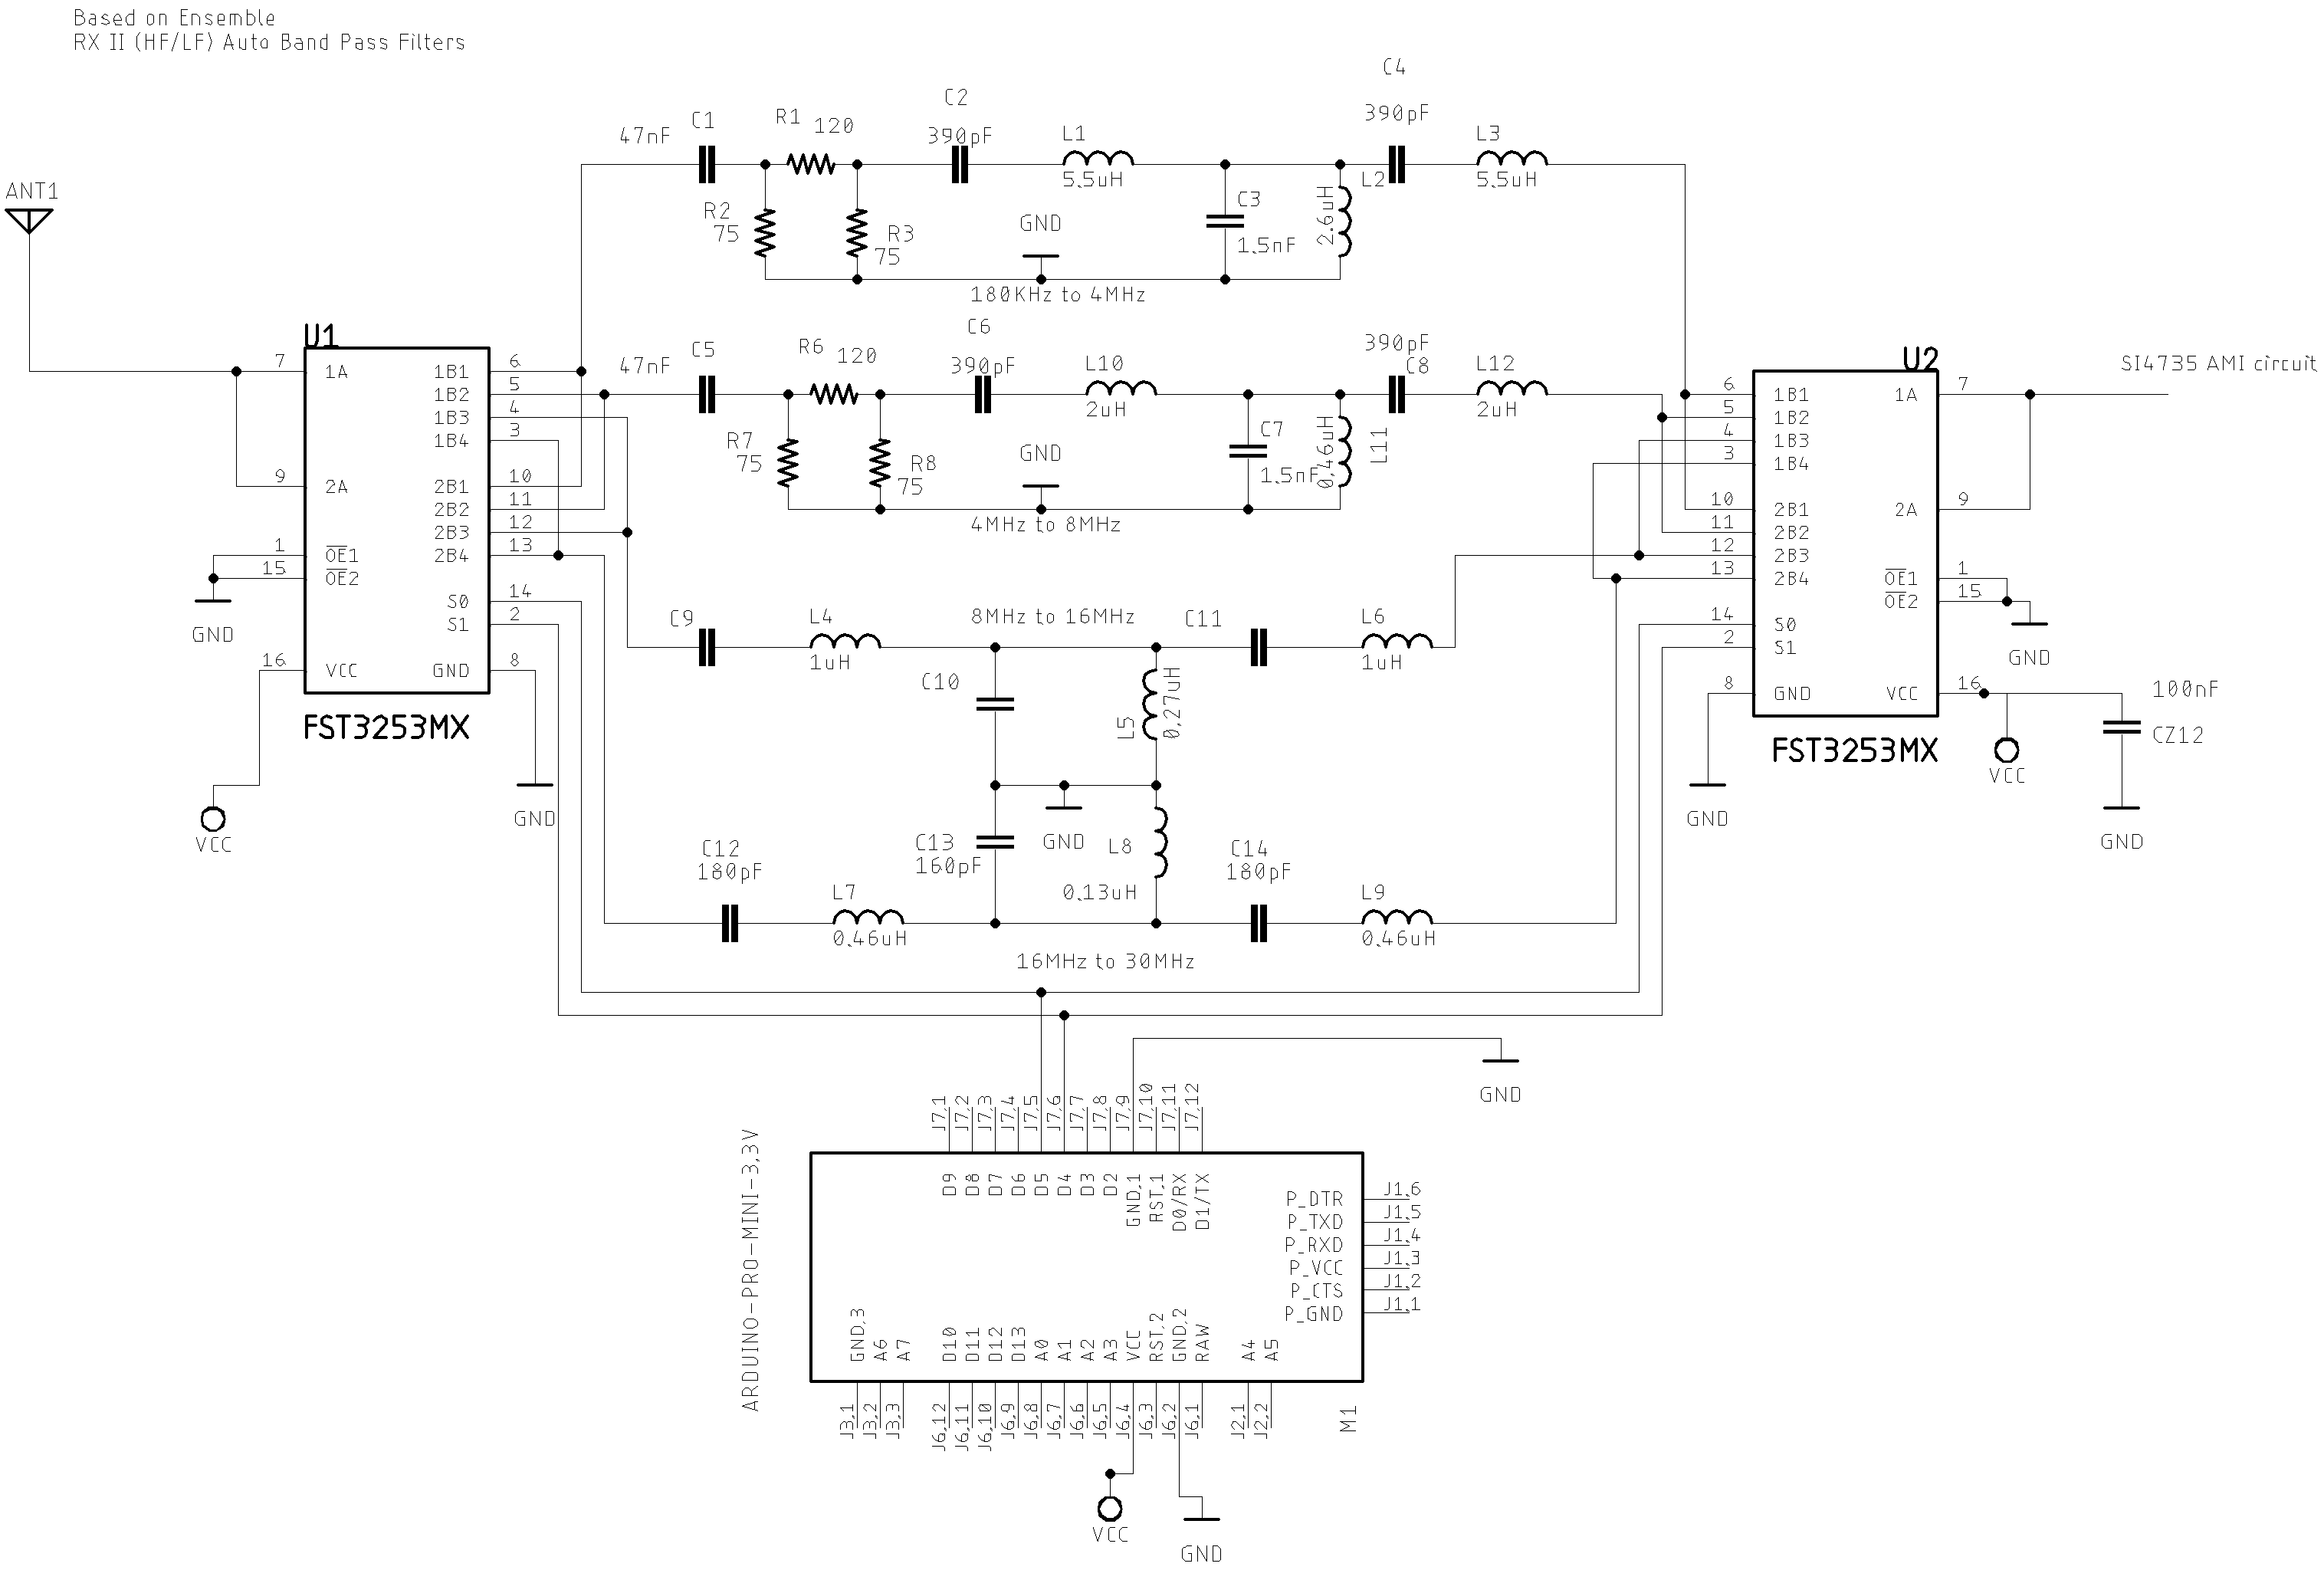 Based on Ensemble
RX II (HF/LF) Auto Band Pass Filters
C4
390pF
C2
390pF
C1
47nF
R1
120
L1
5.5uH
L3
5.5uH
L2
2.6uH
C3
1.5nF
R2
75
R3
75
GND
180KHz to 4MHz
ANT1
C6
390pF
C5
47nF
R6
120
L10
2uH
390pF
C8
L12
2uH
C7
1.5nF
0.46uH
L11
R7
75
R8
75
GND
4MHz to 8MHz
U1
7 1A
9 2A
1 OE1
15 OE2
16 VCC
1B1 6
1B2 5
1B3 4
1B4 3
2B1 10
2B2 11
2B3 12
2B4 13
S0 14
S1 2
GND 8
FST3253MX
GND
VCC
GND
U2
SI4735 AMI circuit
6 1B1
5 1B2
4 1B3
3 1B4
10 2B1
11 2B2
12 2B3
13 2B4
14 S0
2 S1
8 GND
1A 7
2A 9
OE1 1
OE2 15
VCC 16
FST3253MX
GND
GND
VCC
100nF
CZ12
GND
C9
L4
1uH
8MHz to 16MHz
C11
L6
1uH
C10
L5
0.27uH
GND
C13
160pF
L8
0.13uH
C12
180pF
L7
0.46uH
C14
180pF
L9
0.46uH
16MHz to 30MHz
GND
ARDUINO-PRO-MINI-3.3V
J7.1
J7.2
J7.3
J7.4
J7.5
J7.6
J7.7
J7.8
J7.9
J7.10
J7.11
J7.12
D9
D8
D7
D6
D5
D4
D3
D2
GND.1
RST.1
D0/RX
D1/TX
P_DTR J1.6
P_TXD J1.5
P_RXD J1.4
P_VCC J1.3
P_CTS J1.2
P_GND J1.1
GND.3
A6
A7
D10
D11
D12
D13
A0
A1
A2
A3
VCC
RST.2
GND.2
RAW
A4
A5
J3.1
J3.2
J3.3
J6.12
J6.11
J6.10
J6.9
J6.8
J6.7
J6.6
J6.5
J6.4
J6.3
J6.2
J6.1
J2.1
J2.2
M1
VCC
GND